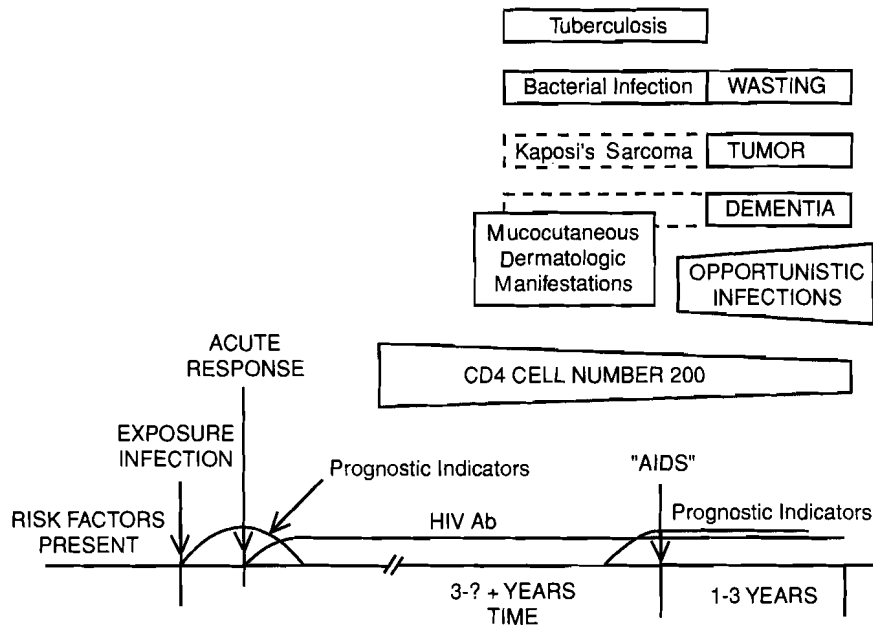 Tuberculosis
Bacterial Infection
WASTING
Kaposi's Sarcoma
TUMOR
DEMENTIA
Mucocutaneous
Dermatologic
Manifestations
OPPORTUNISTIC
INFECTIONS
ACUTE
RESPONSE
CD4 CELL NUMBER 200
EXPOSURE
INFECTION
Prognostic Indicators
"AIDS"
RISK FACTORS
PRESENT
HIV Ab
Prognostic Indicators
3-? + YEARS
TIME
1-3 YEARS